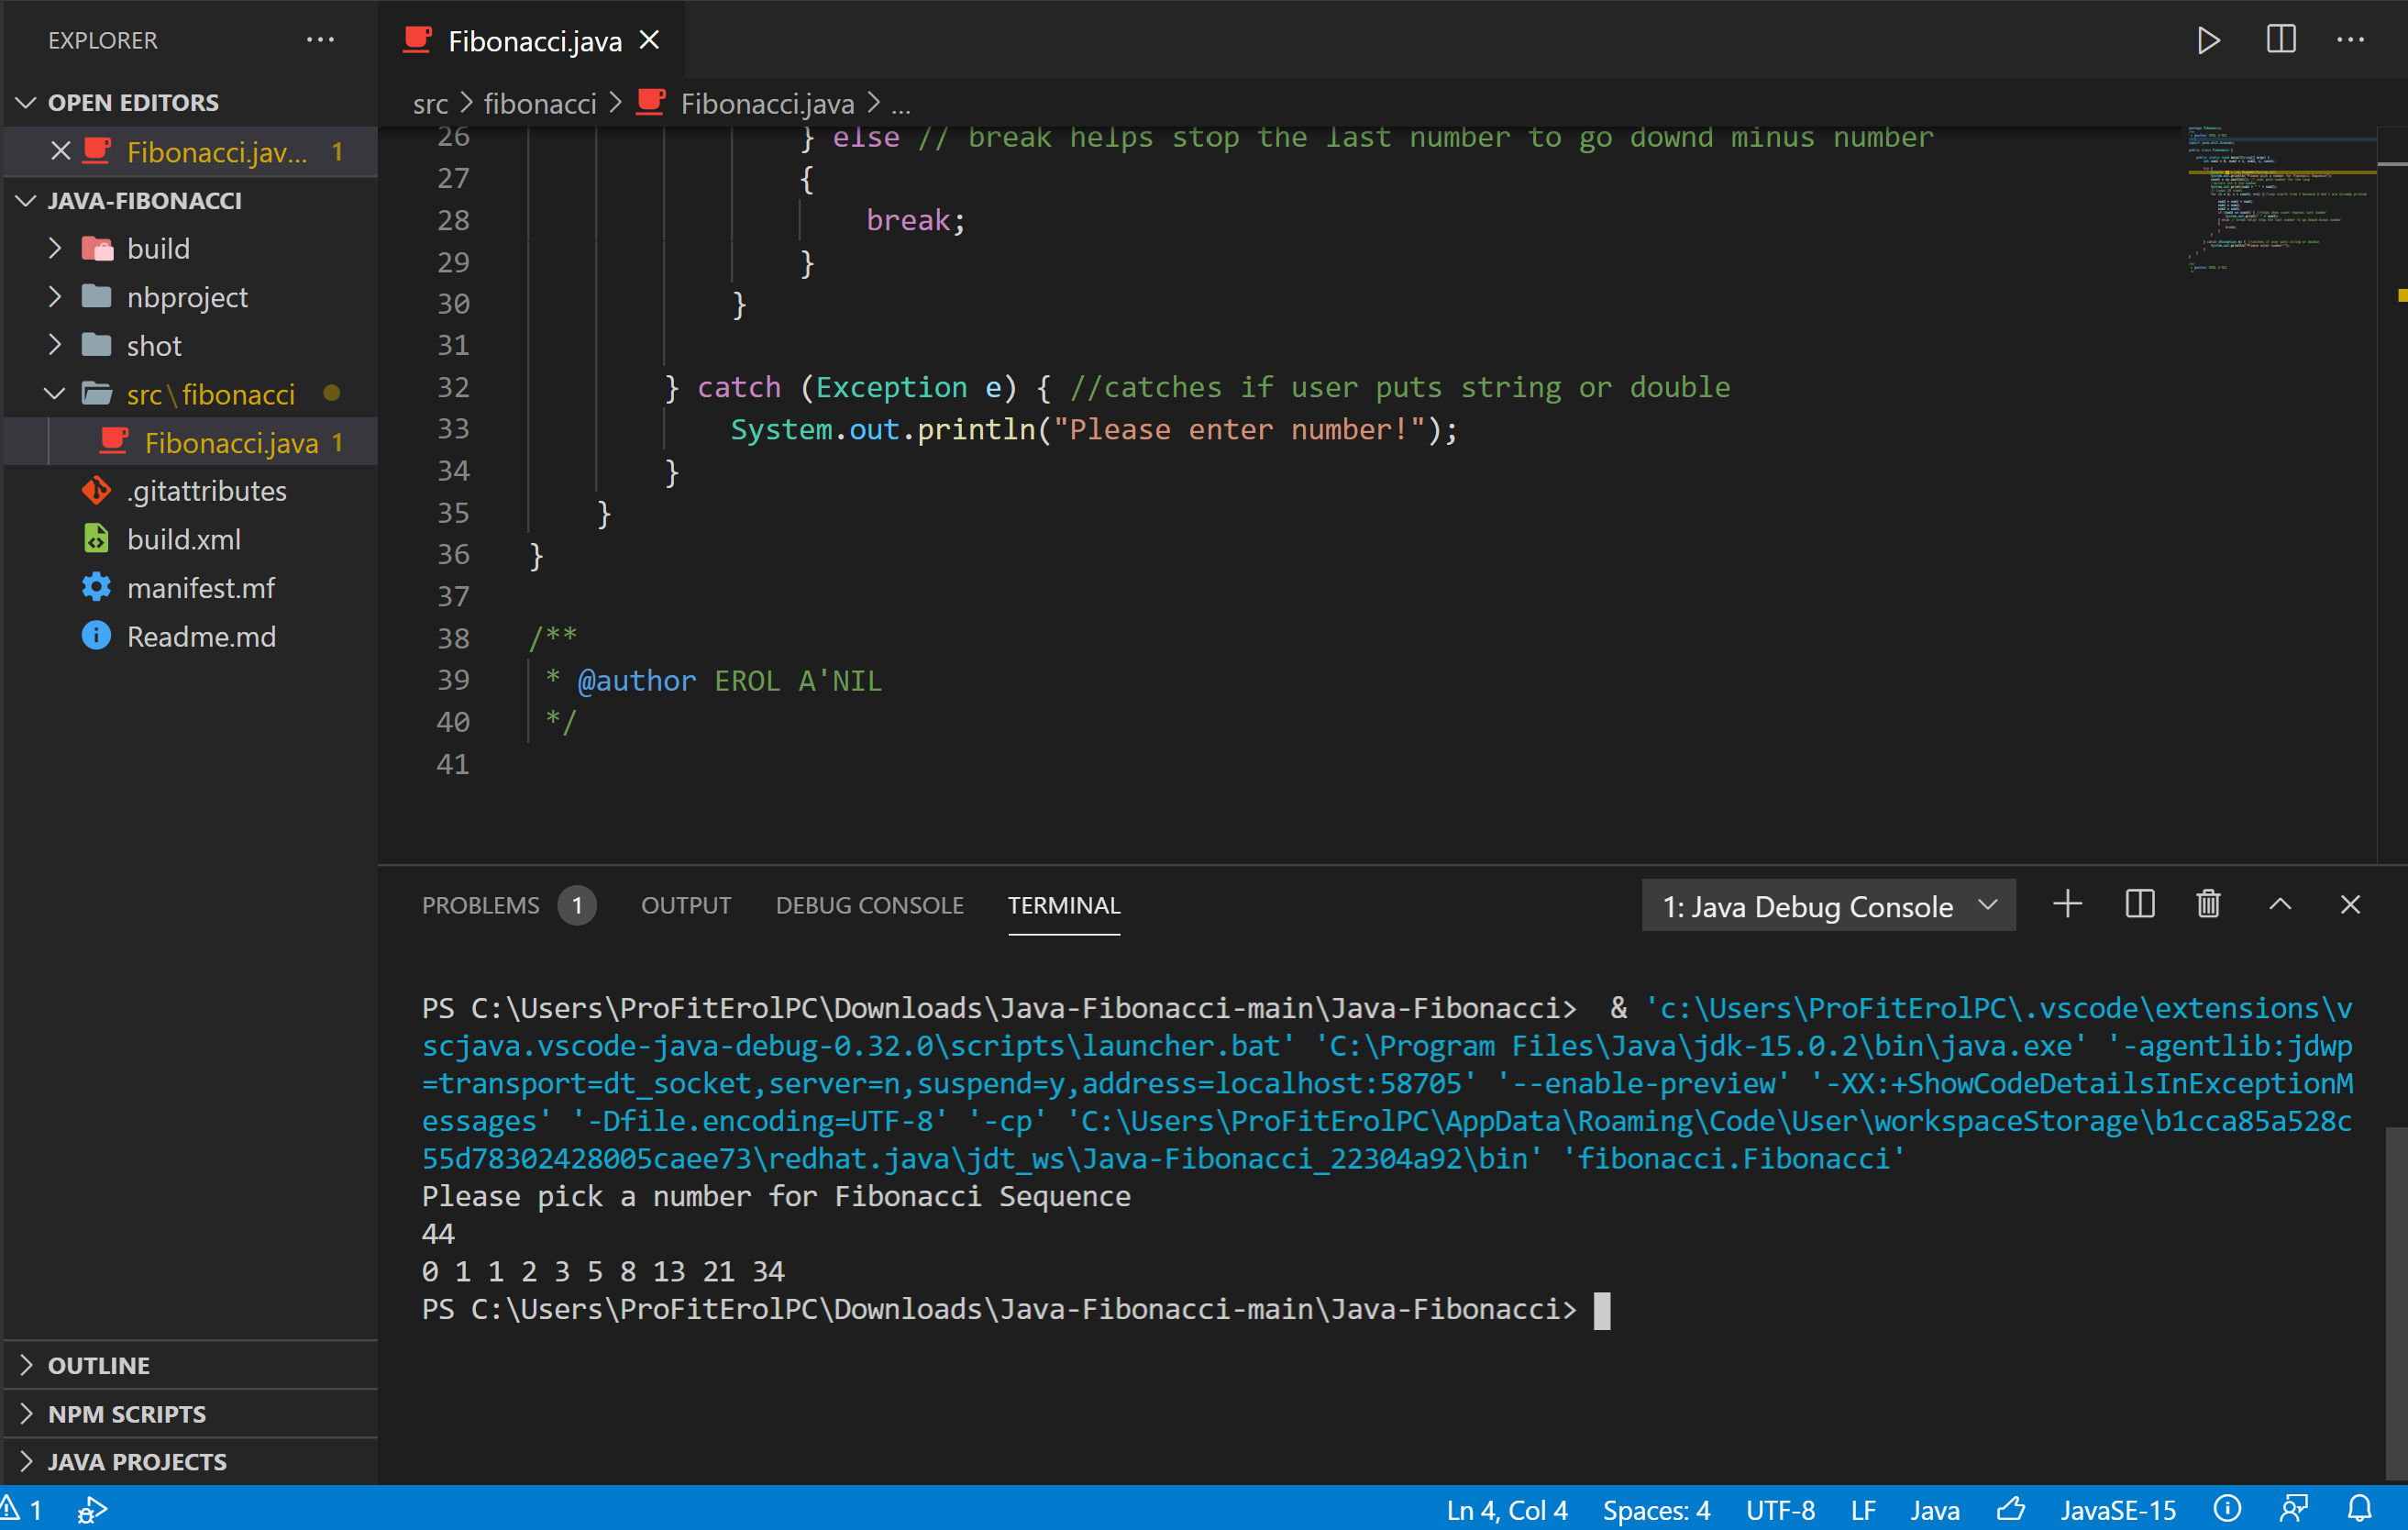 EXPLORER
Fibonacci.java
OPEN EDITORS
Fibonacci.jav... 1
JAVA-FIBONACCI
build
nbproject
shot
src\fibonacci
Fibonacci.java 1
.gitattributes
build.xml
manifest.mf
Readme.md
OUTLINE
NPM SCRIPTS
JAVA PROJECTS
src > fibonacci > Fibonacci.java > ...
26 } else // break helps stop the last number to go downd minus number
27 {
28 break;
29 }
30 }
31
32 } catch (Exception e) { //catches if user puts string or double
33 System.out.println("Please enter number!");
34 }
35 }
36 }
37
38 /**
39 * @author EROL A'NIL
40 */
41
PROBLEMS 1 OUTPUT DEBUG CONSOLE TERMINAL 1: Java Debug Console
PS C:\Users\ProFitErolPC\Downloads\Java-Fibonacci-main\Java-Fibonacci>  & 'c:\Users\ProFitErolPC\.vscode\extensions\v
scjava.vscode-java-debug-0.32.0\scripts\launcher.bat' 'C:\Program Files\Java\jdk-15.0.2\bin\java.exe' '-agentlib:jdwp
=transport=dt_socket,server=n,suspend=y,address=localhost:58705' '--enable-preview' '-XX:+ShowCodeDetailsInExceptionM
essages' '-Dfile.encoding=UTF-8' '-cp' 'C:\Users\ProFitErolPC\AppData\Roaming\Code\User\workspaceStorage\b1cca85a528c
55d78302428005caee73\redhat.java\jdt_ws\Java-Fibonacci_22304a92\bin' 'fibonacci.Fibonacci'
Please pick a number for Fibonacci Sequence
44
0 1 1 2 3 5 8 13 21 34
PS C:\Users\ProFitErolPC\Downloads\Java-Fibonacci-main\Java-Fibonacci>
1 Ln 4, Col 4 Spaces: 4 UTF-8 LF Java JavaSE-15